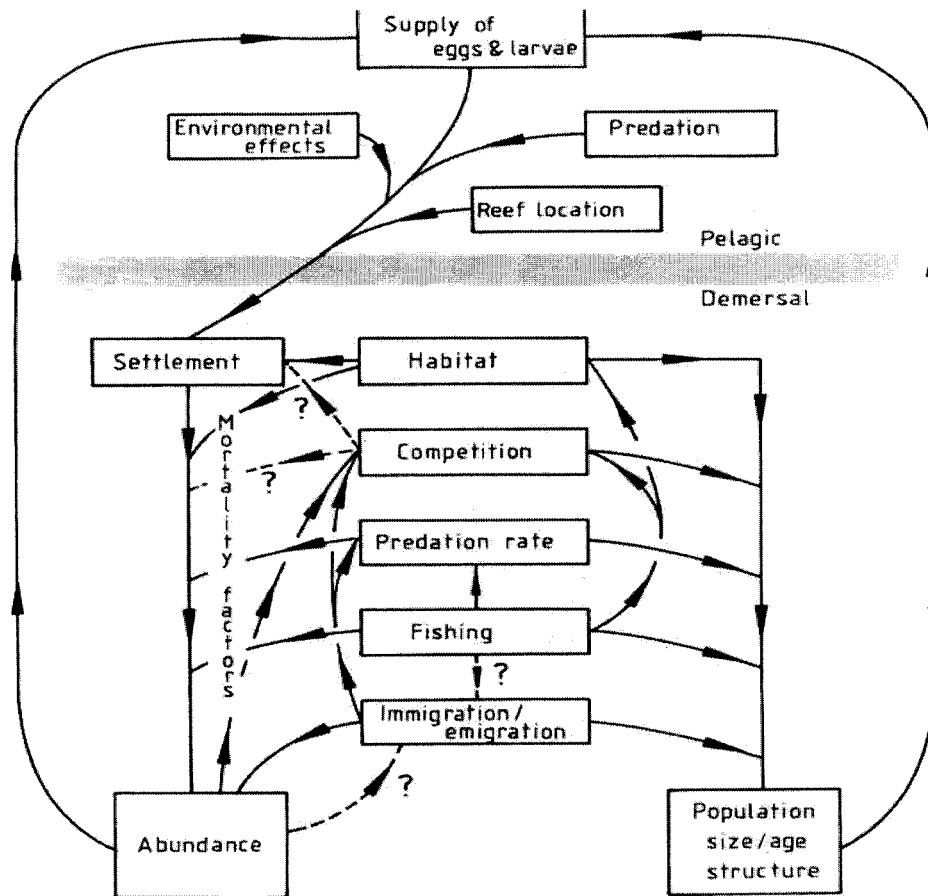 Supply of
eggs & larvae
Environmental
effects
Predation
Reef location
Pelagic
Demersal
Settlement
Habitat
?
Mortality factors
Competition
?
Predation rate
Fishing
?
Immigration/
emigration
?
Abundance
Population
size/age
structure